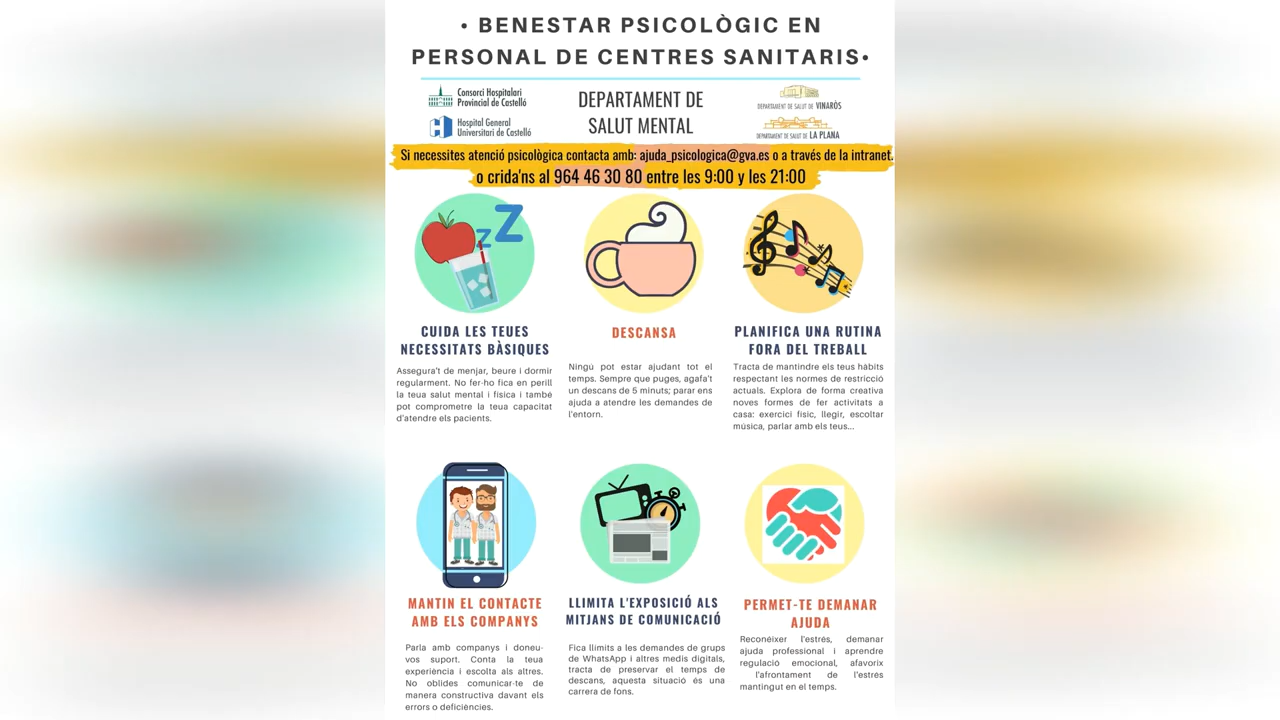 • BENESTAR PSICOLÒGIC EN
PERSONAL DE CENTRES SANITARIS•
Consorci Hospitalari
Provincial de Castelló
Hospital General
Universitari de Castelló
DEPARTAMENT DE
SALUT MENTAL
DEPARTAMENT DE SALUT DE VINARÒS
DEPARTAMENT DE SALUT DE LA PLANA
Si necessites atenció psicològica contacta amb: ajuda_psicologica@gva.es o a través de la intranet.
o crida'ns al 964 46 30 80 entre les 9:00 y les 21:00
Z
Z
CUIDA LES TEUES
NECESSITATS BÀSIQUES
Assegura't de menjar, beure i dormir
regularment. No fer-ho fica en perill
la teua salut mental i física i també
pot comprometre la teua capacitat
d'atendre els pacients.
DESCANSA
Ningú pot estar ajudant tot el
temps. Sempre que puges, agafa't
un descans de 5 minuts; parar ens
ajuda a atendre les demandes de
l'entorn.
PLANIFICA UNA RUTINA
FORA DEL TREBALL
Tracta de mantindre els teus hàbits
respectant les normes de restricció
actuals. Explora de forma creativa
noves formes de fer activitats a
casa: exercici físic, llegir, escoltar
música, parlar amb els teus...
MANTIN EL CONTACTE
AMB ELS COMPANYS
Parla amb companys i doneu-
vos suport. Conta la teua
experiència i escolta als altres.
No oblides comunicar-te de
manera constructiva davant els
errors o deficiències.
LLIMITA L'EXPOSICIÓ ALS
MITJANS DE COMUNICACIÓ
Fica llimits a les demandes de grups
de WhatsApp i altres medis digitals,
tracta de preservar el temps de
descans, aquesta situació és una
carrera de fons.
PERMET-TE DEMANAR
AJUDA
Reconéixer l'estrés, demanar
ajuda professional i aprendre
regulació emocional, afavorix
l'afrontament de l'estrés
mantingut en el temps.